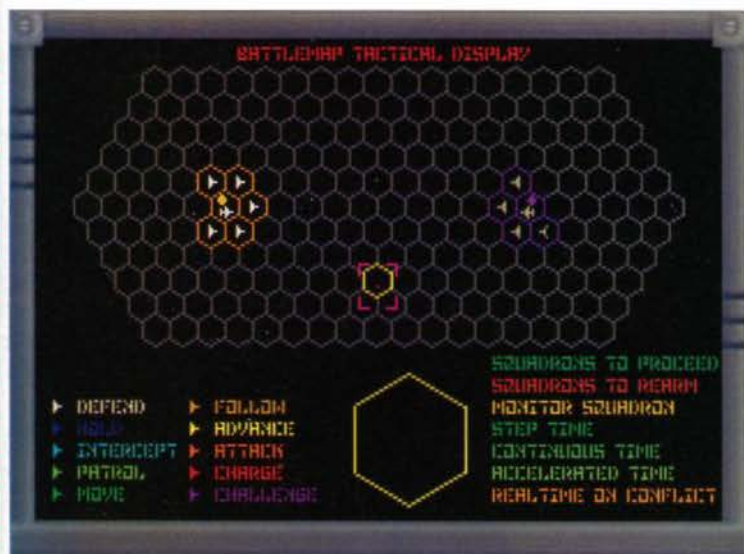 BATTLEMAP TACTICAL DISPLAY
SQUADRONS TO PROCEED
SQUADRONS TO REARM
DEFEND
FOLLOW
MONITOR SQUADRON
HOLD
ADVANCE
STEP TIME
INTERCEPT
ATTACK
CONTINUOUS TIME
PATROL
CHARGE
ACCELERATED TIME
MOVE
CHALLENGE
REALTIME ON CONFLICT